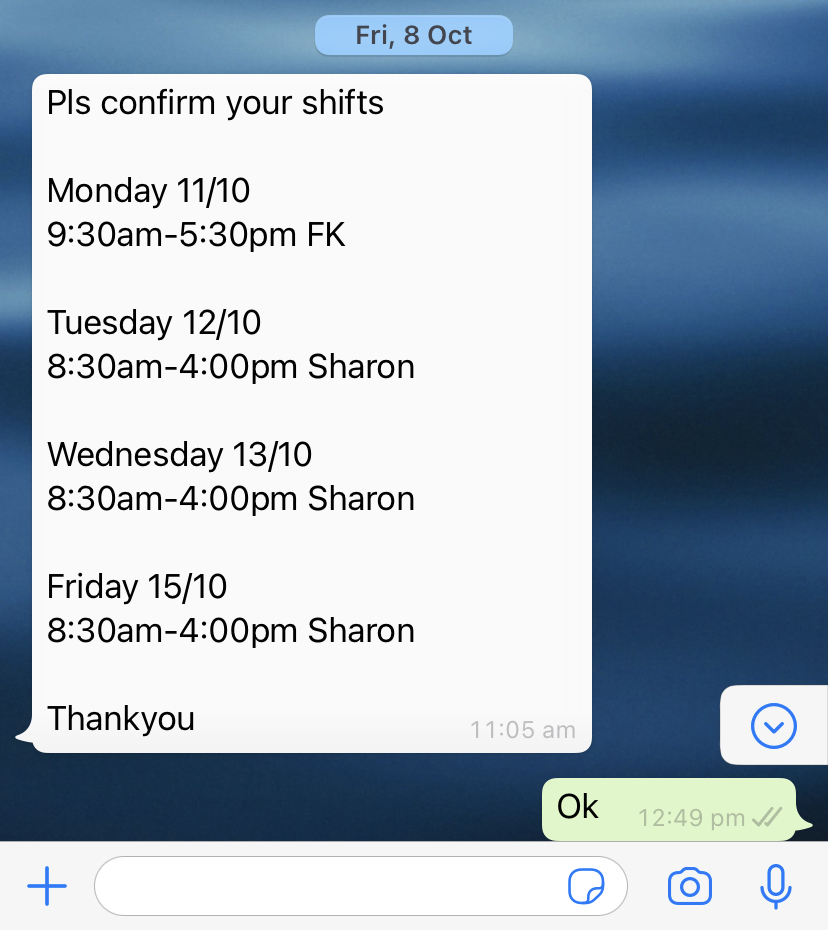 Fri, 8 Oct
Pls confirm your shifts
Monday 11/10
9:30am-5:30pm FK
Tuesday 12/10
8:30am-4:00pm Sharon
Wednesday 13/10
8:30am-4:00pm Sharon
Friday 15/10
8:30am-4:00pm Sharon
Thankyou
11:05 am
Ok
12:49 pm